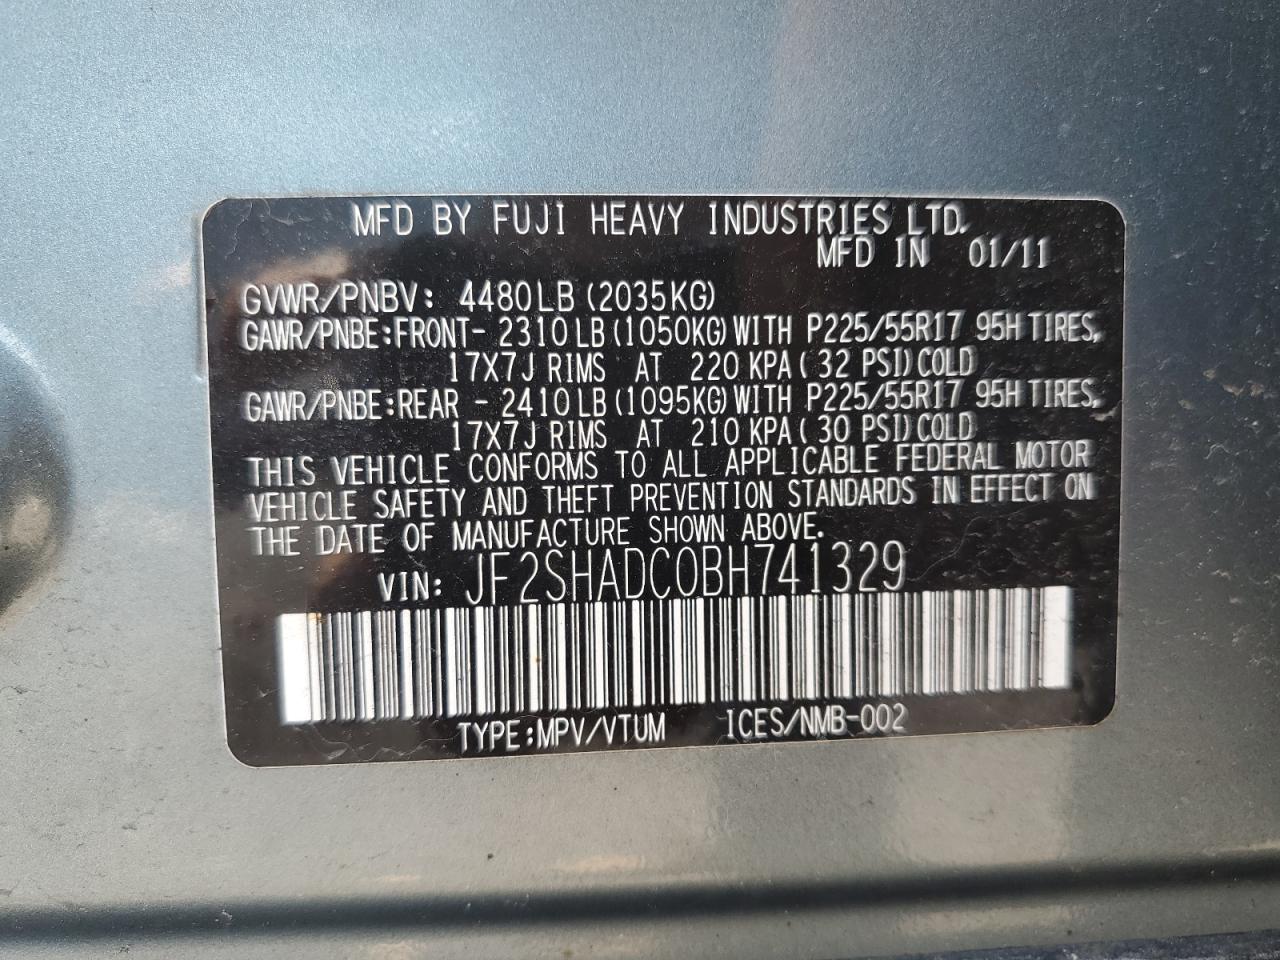 MFD BY FUJI HEAVY INDUSTRIES LTD.
MFD IN 01/11
GVWR/PNBV: 4480LB (2035KG)
GAWR/PNBE:FRONT- 2310LB (1050KG) WITH P225/55R17 95H TIRES,
17X7J RIMS AT 220 KPA ( 32 PSI) COLD
GAWR/PNBE:REAR - 2410LB (1095KG) WITH P225/55R17 95H TIRES,
17X7J RIMS AT 210 KPA ( 30 PSI) COLD
THIS VEHICLE CONFORMS TO ALL APPLICABLE FEDERAL MOTOR
VEHICLE SAFETY AND THEFT PREVENTION STANDARDS IN EFFECT ON
THE DATE OF MANUFACTURE SHOWN ABOVE.
VIN: JF2SHADC0BH741329
TYPE:MPV/VTUM ICES/NMB-002